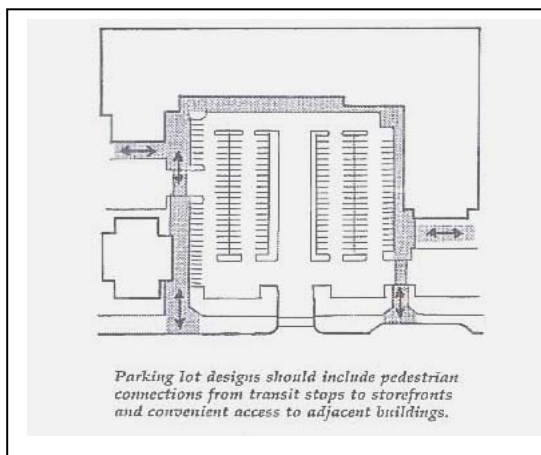 Parking lot designs should include pedestrian
connections from transit stops to storefronts
and convenient access to adjacent buildings.